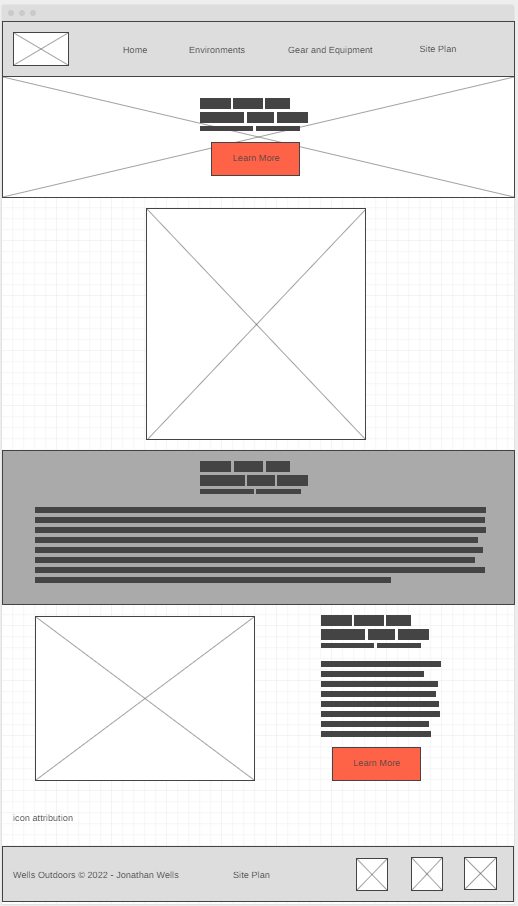 Home Environments Gear and Equipment Site Plan
Learn More
Learn More
icon attribution
Wells Outdoors © 2022 - Jonathan Wells Site Plan